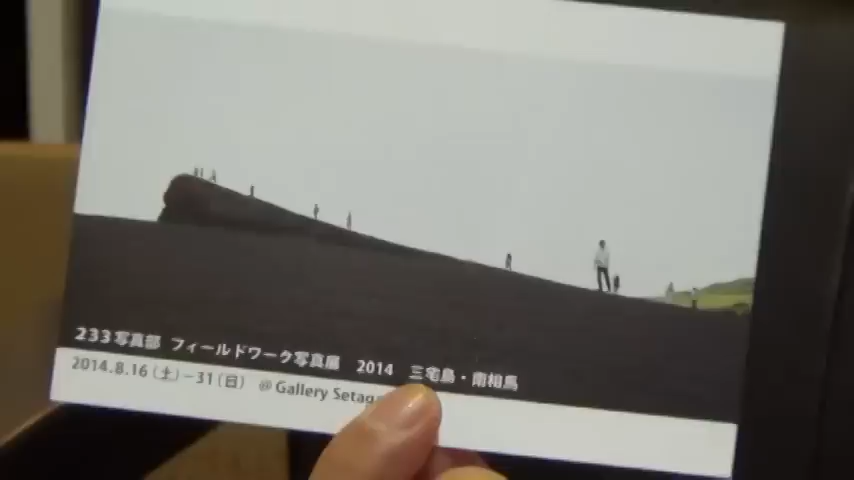 233写真部 フィールドワーク写真展 2014 三宅島・南相馬
2014.8.16(土)-31(日) @ Gallery